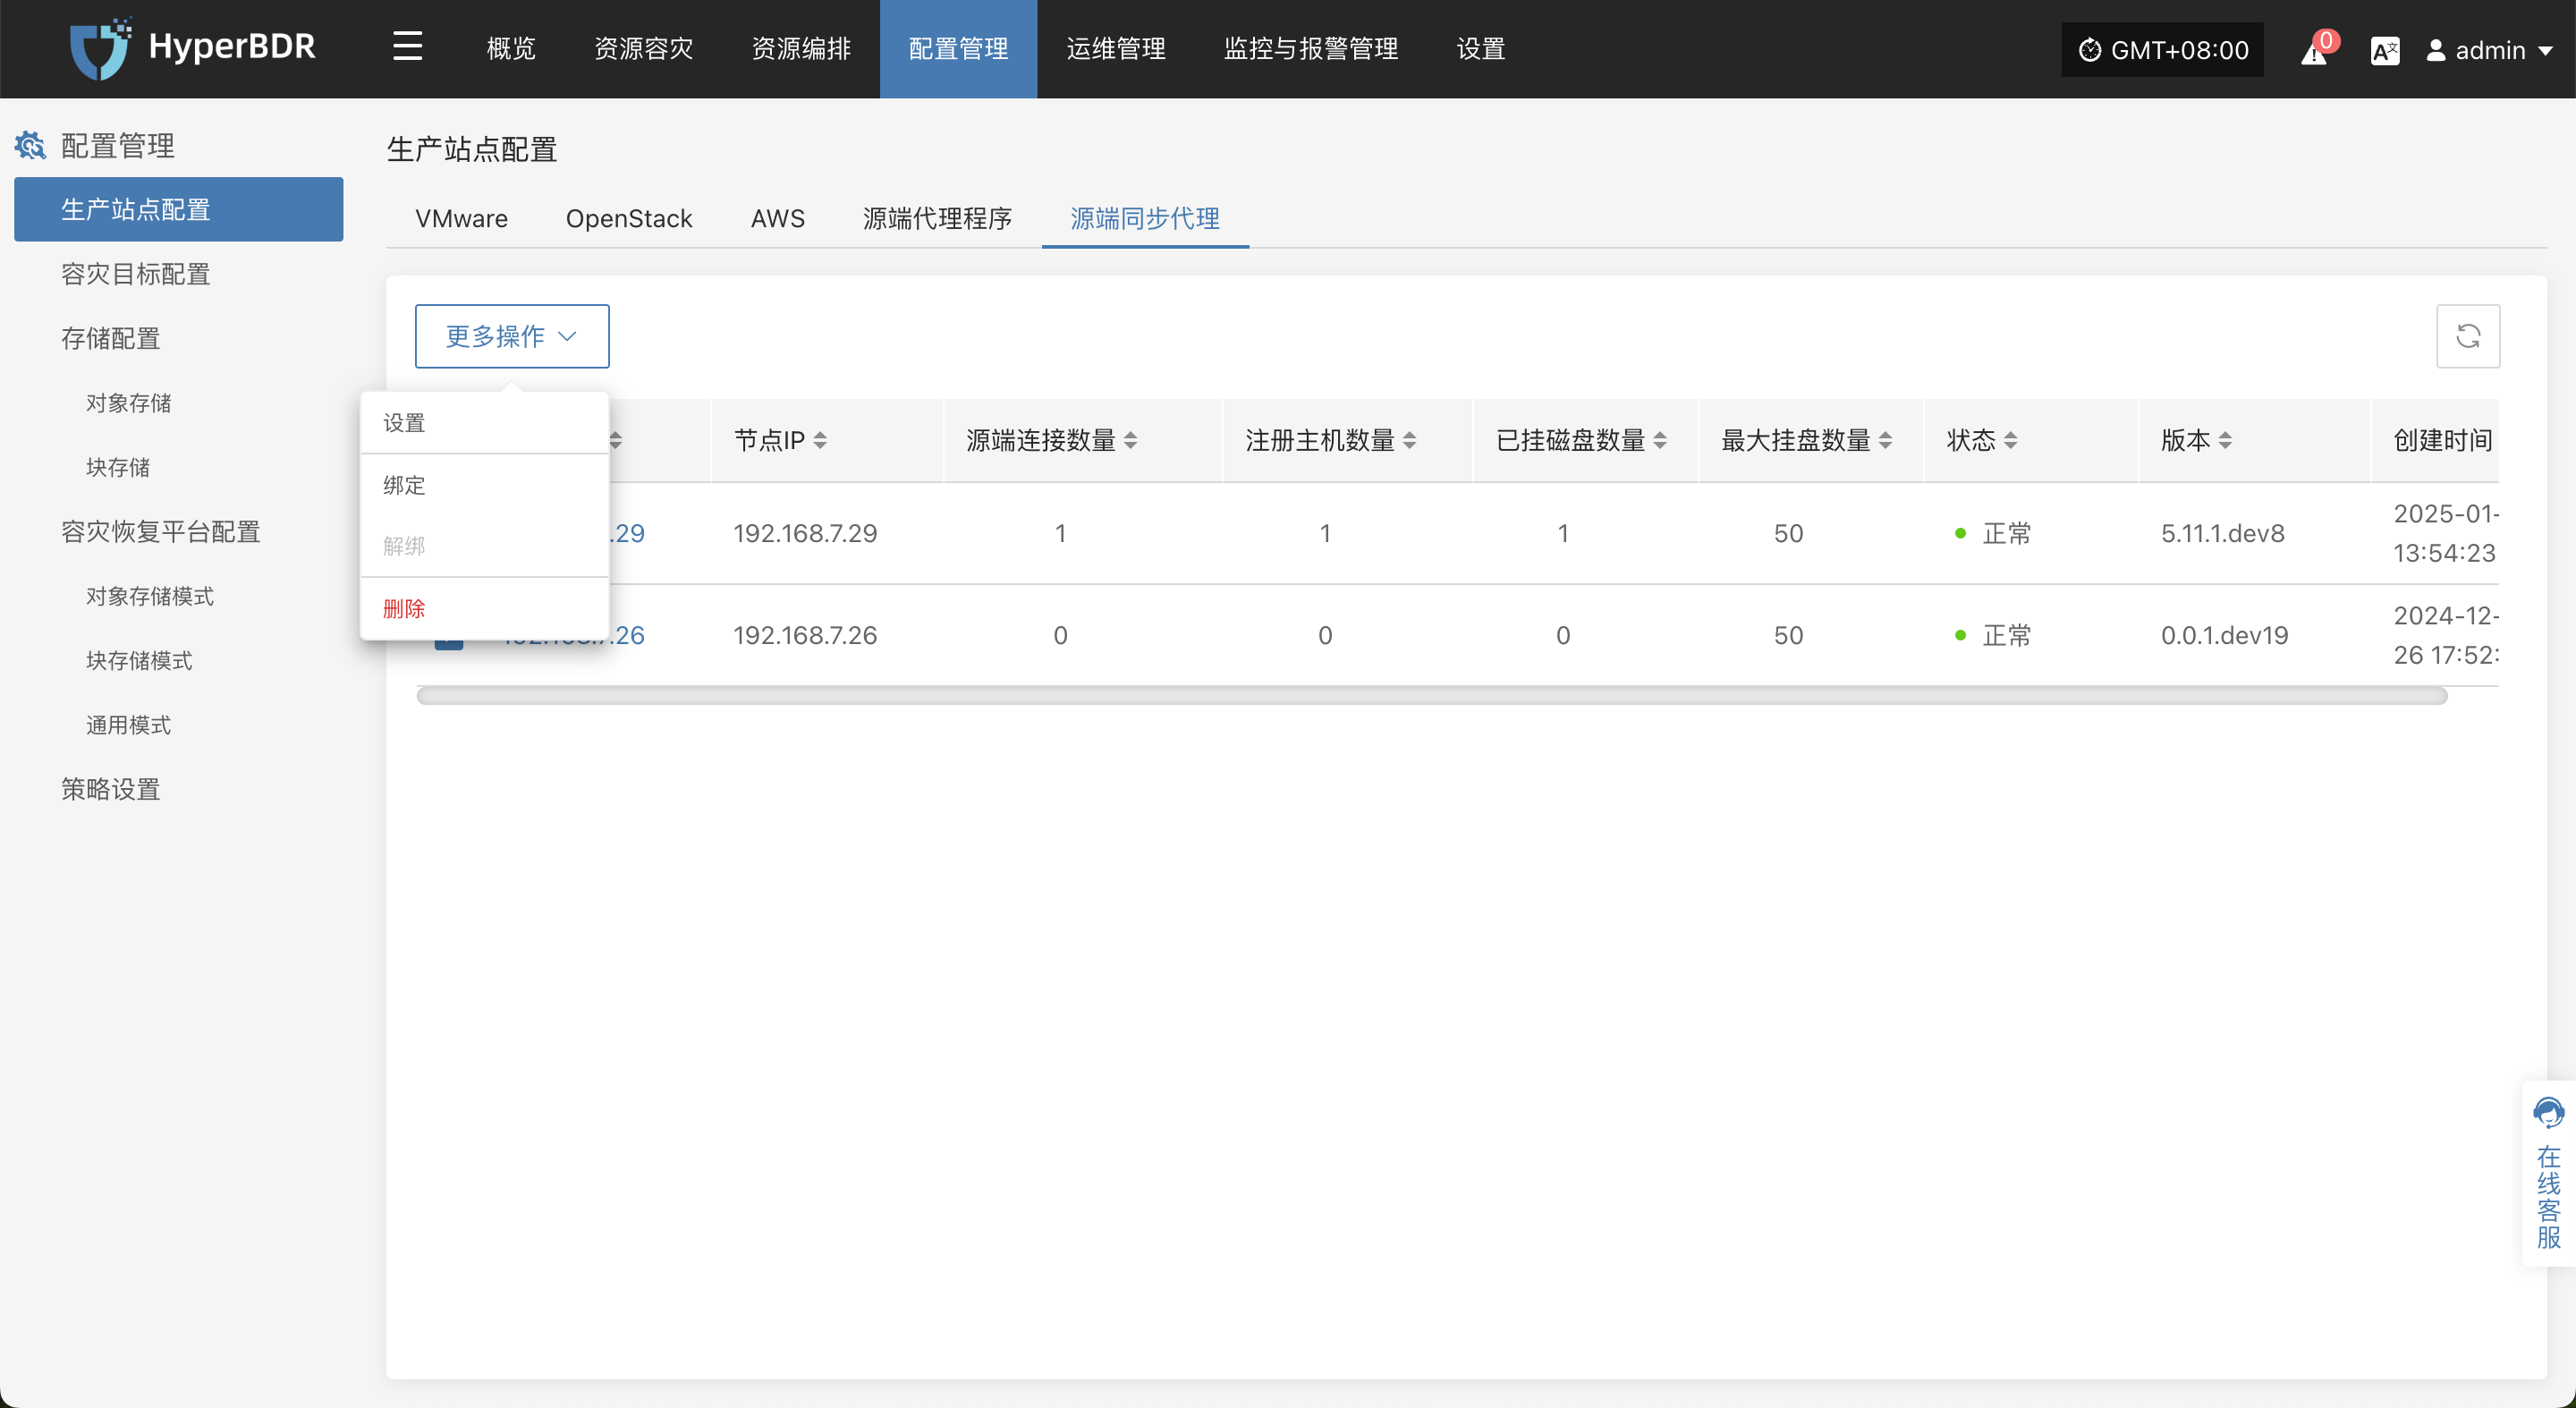 HyperBDR
概览
资源容灾
资源编排
配置管理
运维管理
监控与报警管理
设置
GMT+08:00
0
admin
配置管理
生产站点配置
容灾目标配置
存储配置
对象存储
块存储
容灾恢复平台配置
对象存储模式
块存储模式
通用模式
策略设置
生产站点配置
VMware
OpenStack
AWS
源端代理程序
源端同步代理
更多操作
设置
绑定
解绑
删除
节点IP
源端连接数量
注册主机数量
已挂磁盘数量
最大挂盘数量
状态
版本
创建时间
.29
192.168.7.29
1
1
1
50
正常
5.11.1.dev8
2025-01-
13:54:23
192.168.7.26
192.168.7.26
0
0
0
50
正常
0.0.1.dev19
2024-12-
26 17:52:
在线客服